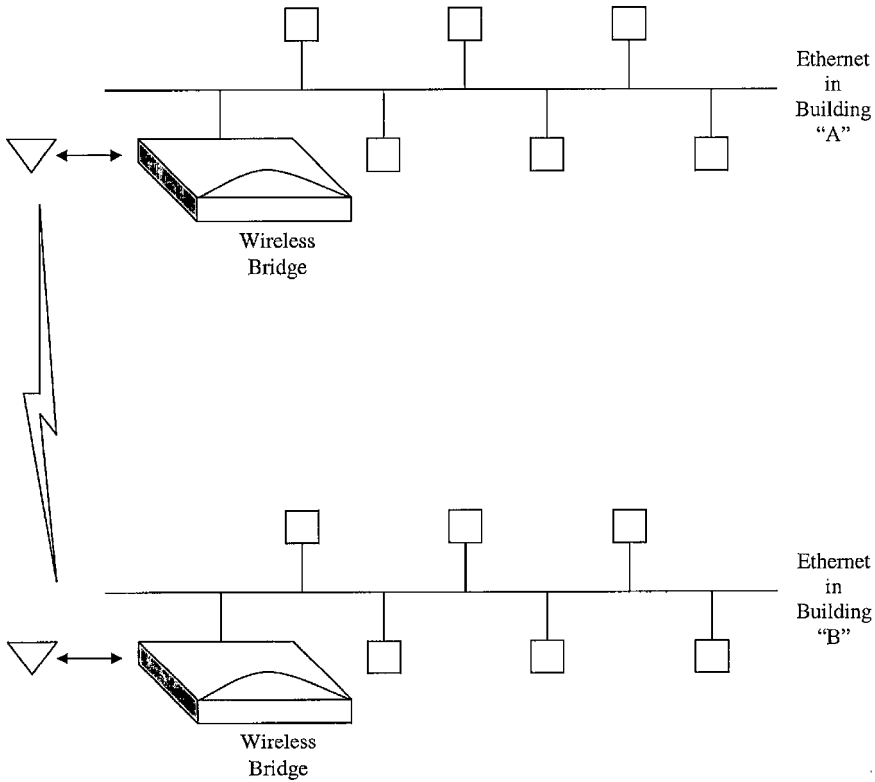 Ethernet
in
Building
“A”
Wireless
Bridge
Ethernet
in
Building
“B”
Wireless
Bridge